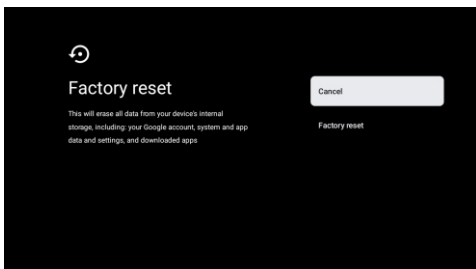 Factory reset
This will erase all data from your device's internal
storage, including: your Google account, system and app
data and settings, and downloaded apps
Cancel
Factory reset